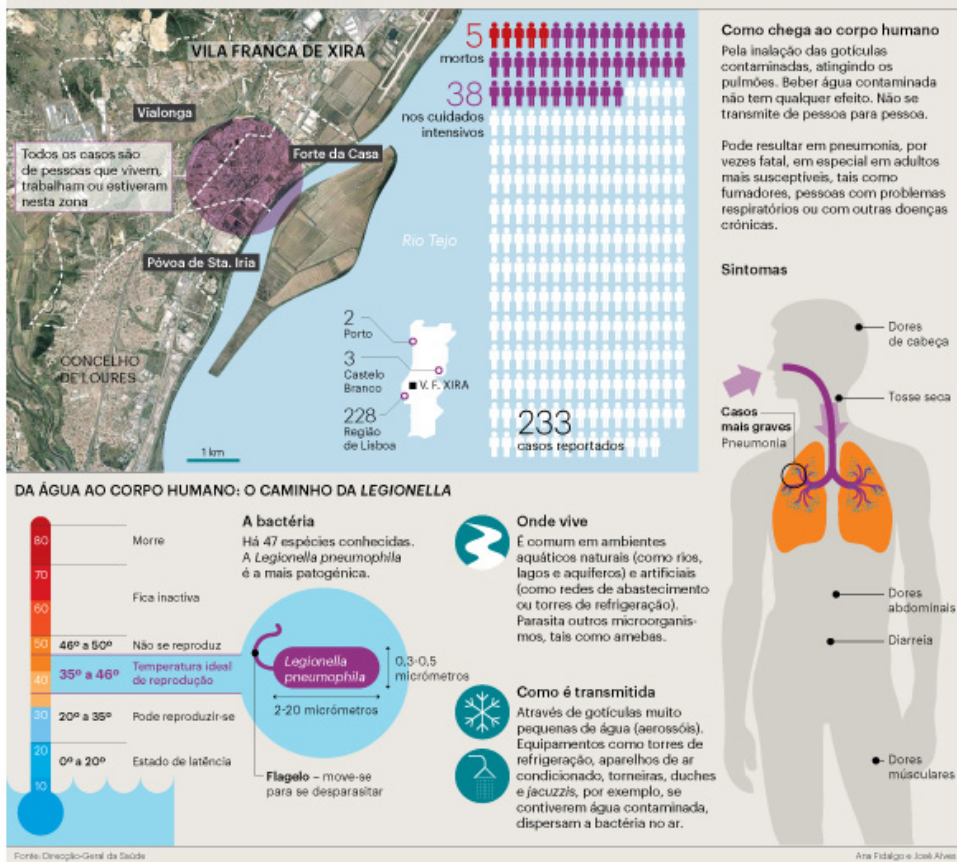 VILA FRANCA DE XIRA
Vialonga
Todos os casos são
de pessoas que vivem,
trabalham ou estiveram
nesta zona
Forte da Casa
Póvoa de Sta. Iria
Rio Tejo
CONCELHO
DE LOURES
1 km
2
Porto
3
Castelo
Branco
V. F. XIRA
228
Região
de Lisboa
5
mortos
38
nos cuidados
intensivos
233
casos reportados
Como chega ao corpo humano
Pela inalação das gotículas
contaminadas, atingindo os
pulmões. Beber água contaminada
não tem qualquer efeito. Não se
transmite de pessoa para pessoa.
Pode resultar em pneumonia, por
vezes fatal, em especial em adultos
mais susceptíveis, tais como
fumadores, pessoas com problemas
respiratórios ou com outras doenças
crónicas.
Sintomas
Dores
de cabeça
Tosse seca
Casos
mais graves
Pneumonia
Dores
abdominais
Diarreia
Dores
músculares
DA ÁGUA AO CORPO HUMANO: O CAMINHO DA LEGIONELLA
80
70
60
50
40
30
20
10
Morre
Fica inactiva
46º a 50º Não se reproduz
35º a 46º Temperatura ideal
de reprodução
20º a 35º Pode reproduzir-se
0º a 20º Estado de latência
A bactéria
Há 47 espécies conhecidas.
A Legionella pneumophila
é a mais patogénica.
Legionella
pneumophila
0,3-0,5
micrómetros
2-20 micrómetros
Flagelo – move-se
para se desparasitar
Onde vive
É comum em ambientes
aquáticos naturais (como rios,
lagos e aquíferos) e artificiais
(como redes de abastecimento
ou torres de refrigeração).
Parasita outros microorganis-
mos, tais como amebas.
Como é transmitida
Através de gotículas muito
pequenas de água (aerossóis).
Equipamentos como torres de
refrigeração, aparelhos de ar
condicionado, torneiras, duches
e jacuzzis, por exemplo, se
contiverem água contaminada,
dispersam a bactéria no ar.
Fonte: Direcção-Geral da Saúde
Ana Fidalgo e José Alves